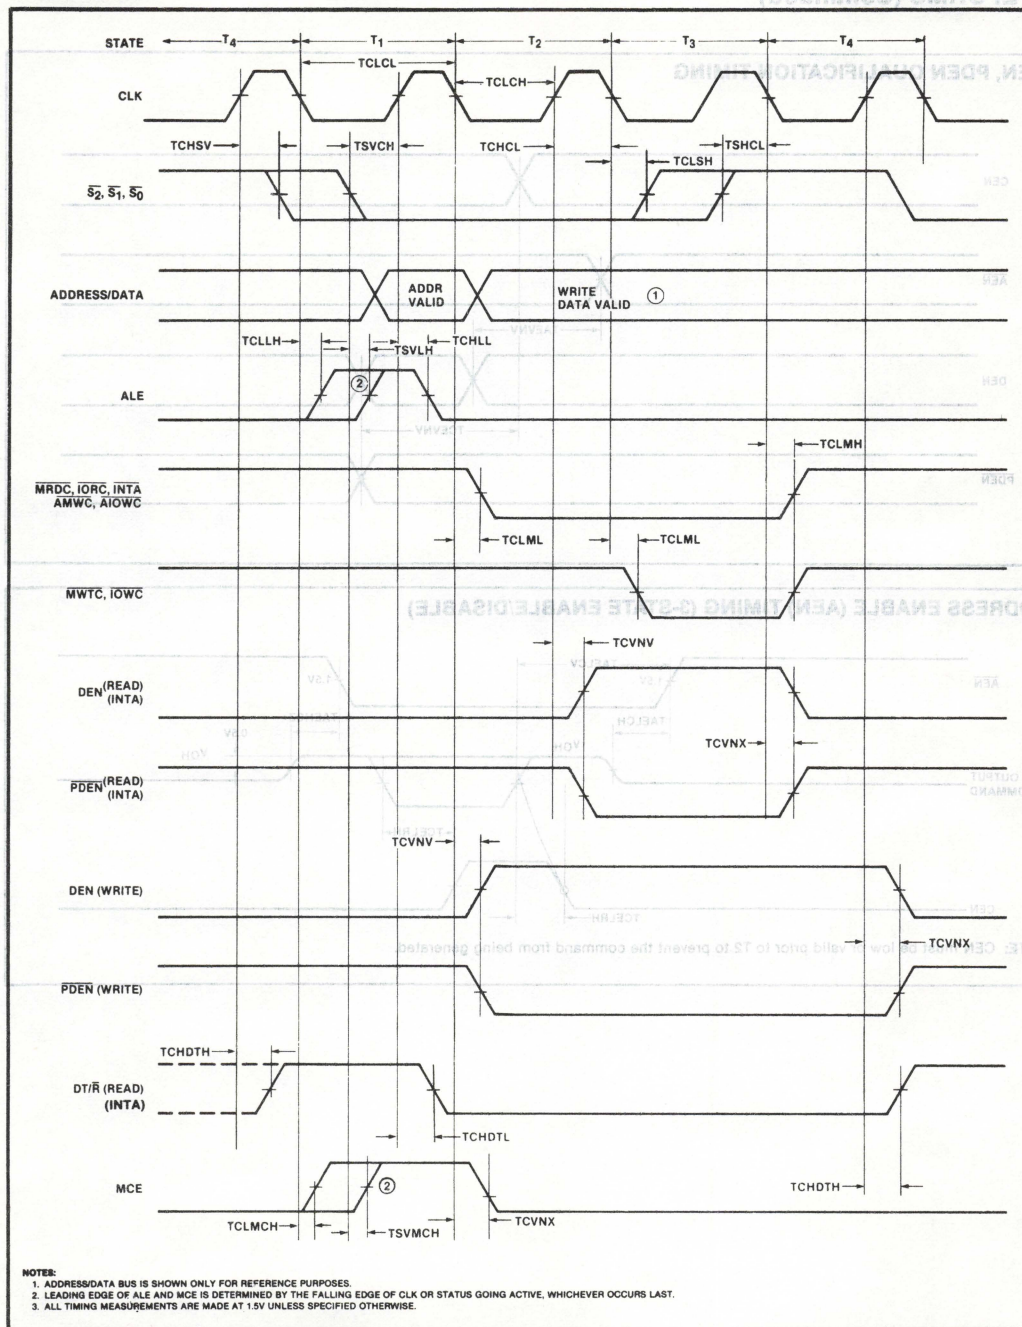 STATE T4 T1 T2 T3 T4
TCLCL
CLK TCLCH
TCHSV TSVCH TCHCL TSHCL
TCLSH
S2, S1, S0
ADDRESS/DATA ADDR VALID WRITE DATA VALID 1
TCLLH TSVLH TCHLL
ALE 2
TCLMH
MRDC, IORC, INTA
AMWC, AIOWC
TCLML TCLML
MWTC, IOWC
TCVNV
DEN (READ)
(INTA)
TCVNX
PDEN (READ)
(INTA)
TCVNV
DEN (WRITE)
TCVNX
PDEN (WRITE)
TCHDTH
DT/R (READ)
(INTA)
TCHDTL
MCE 2 TCHDTH
TCLMCH TSVMCH TCVNX
NOTES:
1. ADDRESS/DATA BUS IS SHOWN ONLY FOR REFERENCE PURPOSES.
2. LEADING EDGE OF ALE AND MCE IS DETERMINED BY THE FALLING EDGE OF CLK OR STATUS GOING ACTIVE, WHICHEVER OCCURS LAST.
3. ALL TIMING MEASUREMENTS ARE MADE AT 1.5V UNLESS SPECIFIED OTHERWISE.